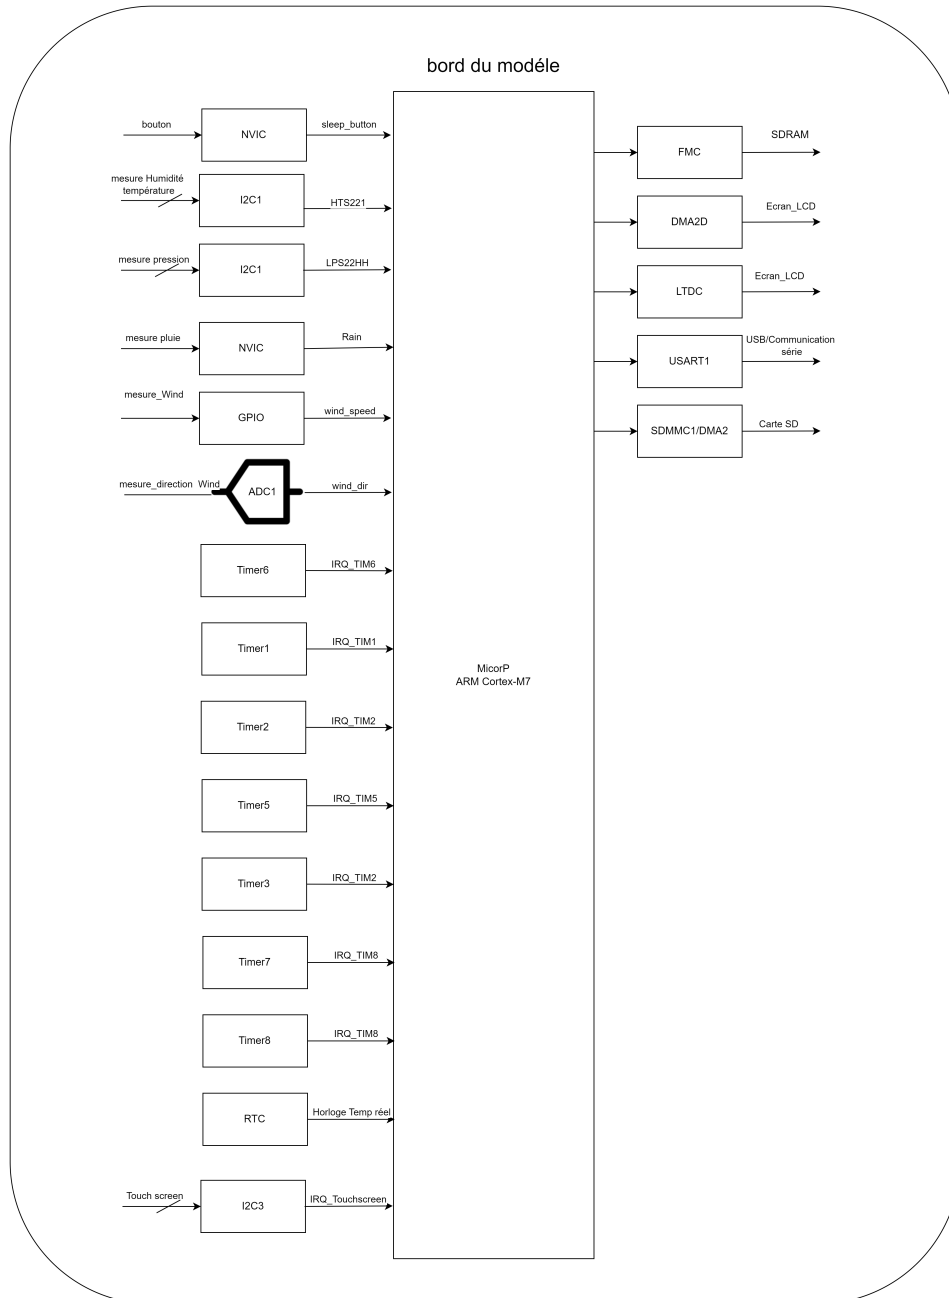 bord du modéle
bouton
NVIC
sleep_button
mesure Humidité
température
I2C1
HTS221
mesure pression
I2C1
LPS22HH
mesure pluie
NVIC
Rain
mesure_Wind
GPIO
wind_speed
mesure_direction Wind
ADC1
wind_dir
Timer6
IRQ_TIM6
Timer1
IRQ_TIM1
Timer2
IRQ_TIM2
Timer5
IRQ_TIM5
Timer3
IRQ_TIM2
Timer7
IRQ_TIM8
Timer8
IRQ_TIM8
RTC
Horloge Temp réel
Touch screen
I2C3
IRQ_Touchscreen
MicorP
ARM Cortex-M7
FMC
SDRAM
DMA2D
Ecran_LCD
LTDC
Ecran_LCD
USART1
USB/Communication
série
SDMMC1/DMA2
Carte SD